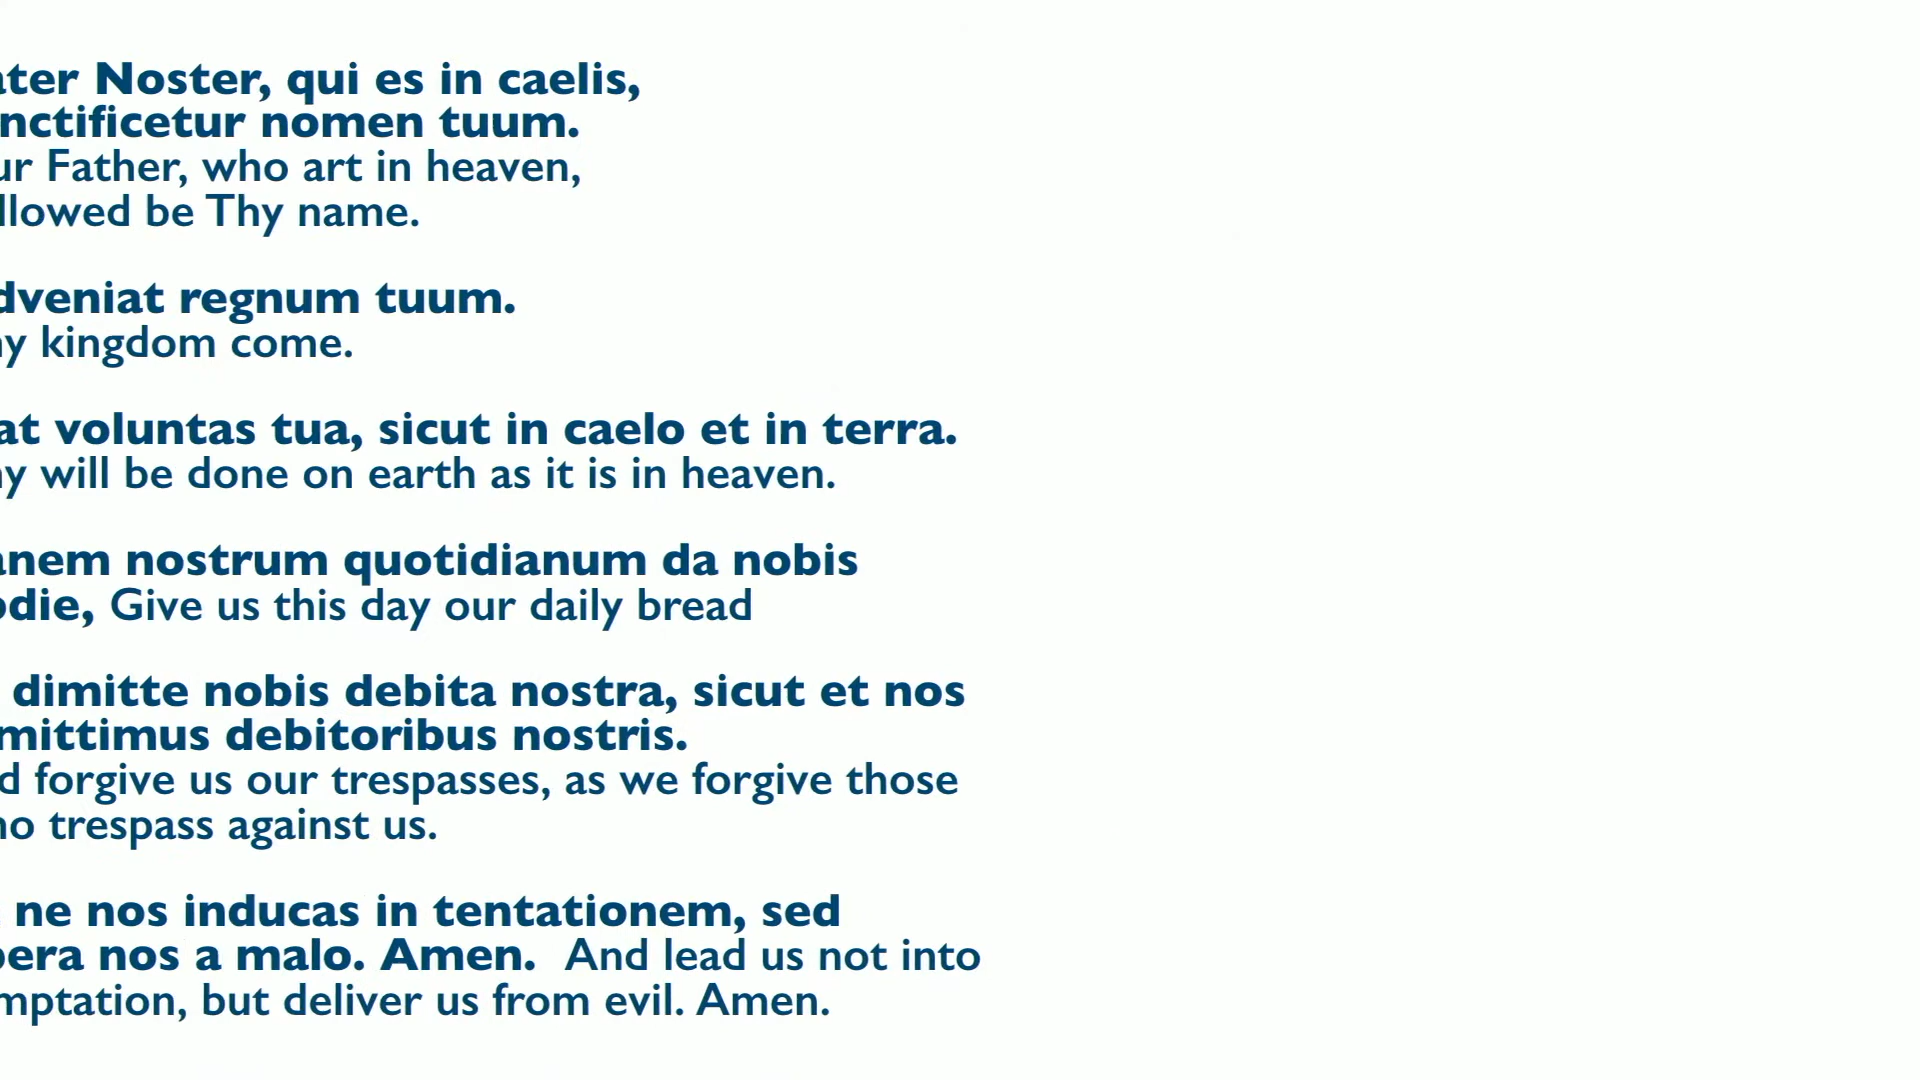 ater Noster, qui es in caelis,
nctificetur nomen tuum.
ur Father, who art in heaven,
llowed be Thy name.
dveniat regnum tuum.
y kingdom come.
at voluntas tua, sicut in caelo et in terra.
y will be done on earth as it is in heaven.
anem nostrum quotidianum da nobis
odie, Give us this day our daily bread
dimitte nobis debita nostra, sicut et nos
mittimus debitoribus nostris.
d forgive us our trespasses, as we forgive those
ho trespass against us.
ne nos inducas in tentationem, sed
bera nos a malo. Amen. And lead us not into
mptation, but deliver us from evil. Amen.